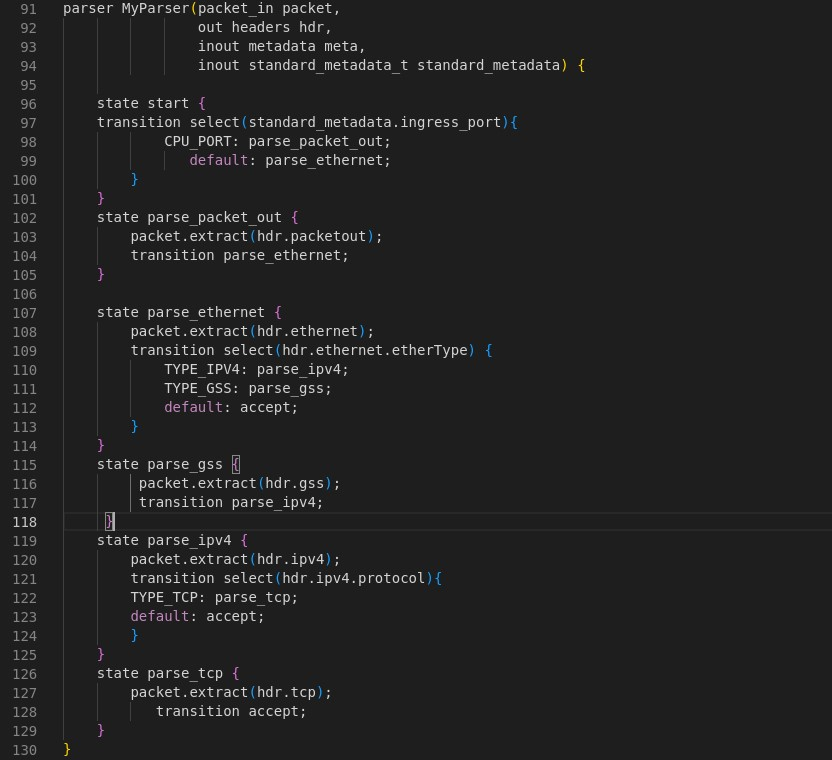 91 parser MyParser(packet_in packet,
92 out headers hdr,
93 inout metadata meta,
94 inout standard_metadata_t standard_metadata) {
95
96 state start {
97 transition select(standard_metadata.ingress_port){
98 CPU_PORT: parse_packet_out;
99 default: parse_ethernet;
100 }
101 }
102 state parse_packet_out {
103 packet.extract(hdr.packetout);
104 transition parse_ethernet;
105 }
106
107 state parse_ethernet {
108 packet.extract(hdr.ethernet);
109 transition select(hdr.ethernet.etherType) {
110 TYPE_IPV4: parse_ipv4;
111 TYPE_GSS: parse_gss;
112 default: accept;
113 }
114 }
115 state parse_gss {
116 packet.extract(hdr.gss);
117 transition parse_ipv4;
118 }
119 state parse_ipv4 {
120 packet.extract(hdr.ipv4);
121 transition select(hdr.ipv4.protocol){
122 TYPE_TCP: parse_tcp;
123 default: accept;
124 }
125 }
126 state parse_tcp {
127 packet.extract(hdr.tcp);
128 transition accept;
129 }
130 }